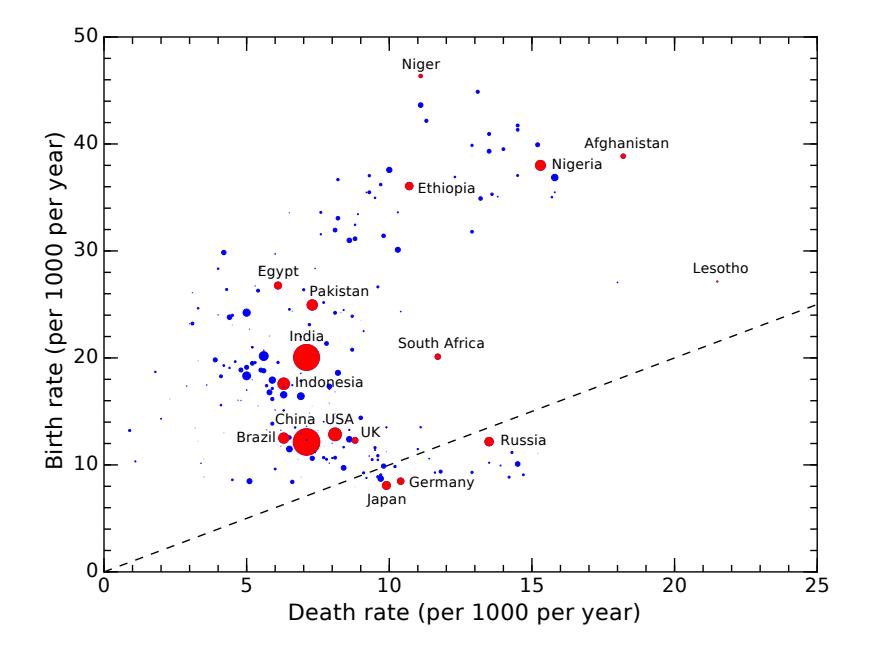 50
Niger
40
Afghanistan
Nigeria
Ethiopia
30
Lesotho
Egypt
Pakistan
India
South Africa
20
Indonesia
China
USA
UK
Brazil
Russia
10
Germany
Japan
0
0 5 10 15 20 25
Death rate (per 1000 per year)
Birth rate (per 1000 per year)